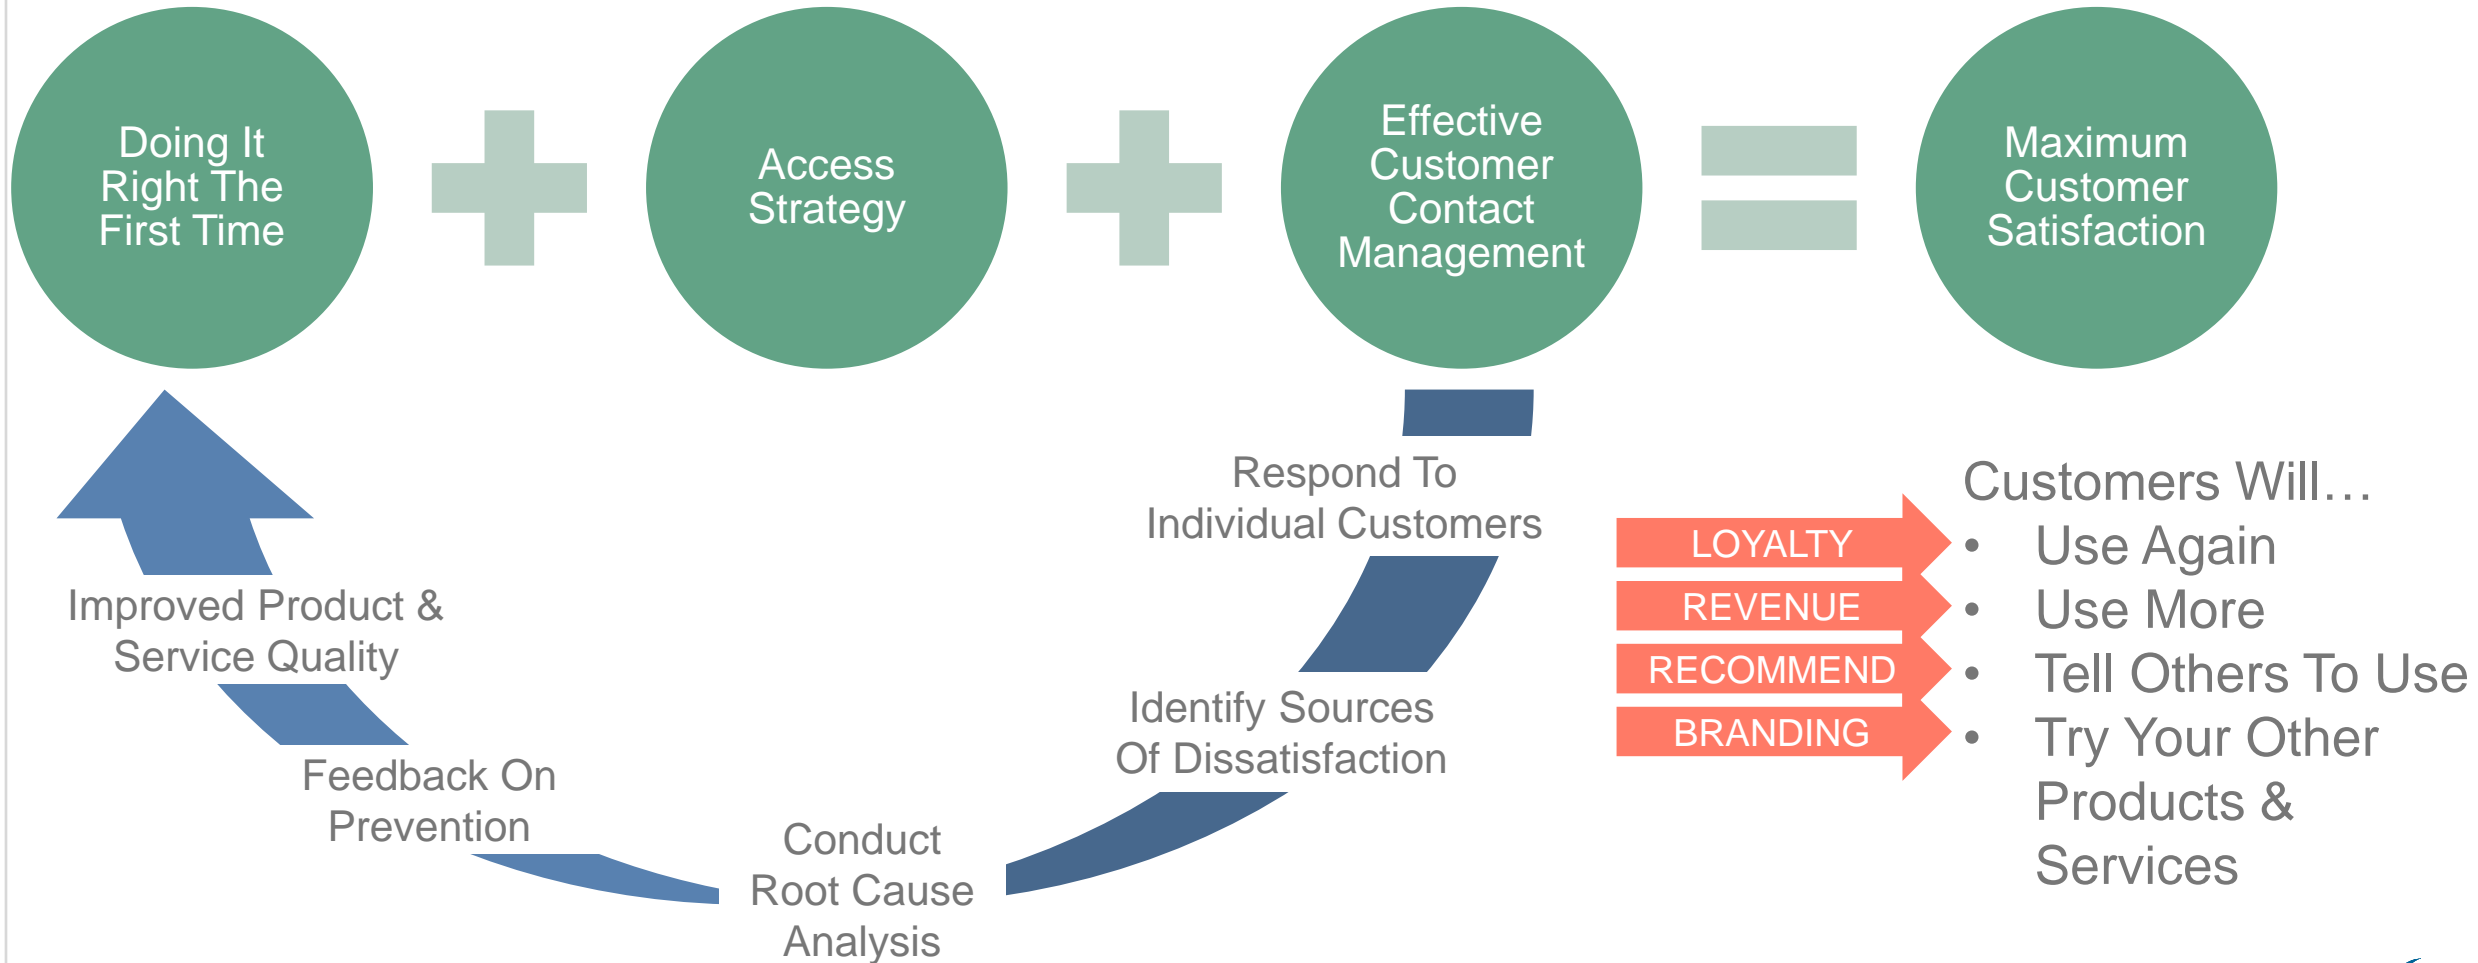 Doing It
Right The
First Time
Access
Strategy
Effective
Customer
Contact
Management
Maximum
Customer
Satisfaction
Respond To
Individual Customers
Identify Sources
Of Dissatisfaction
Conduct
Root Cause
Analysis
Feedback On
Prevention
Improved Product &
Service Quality
LOYALTY
REVENUE
RECOMMEND
BRANDING
Customers Will…
• Use Again
• Use More
• Tell Others To Use
• Try Your Other
Products &
Services